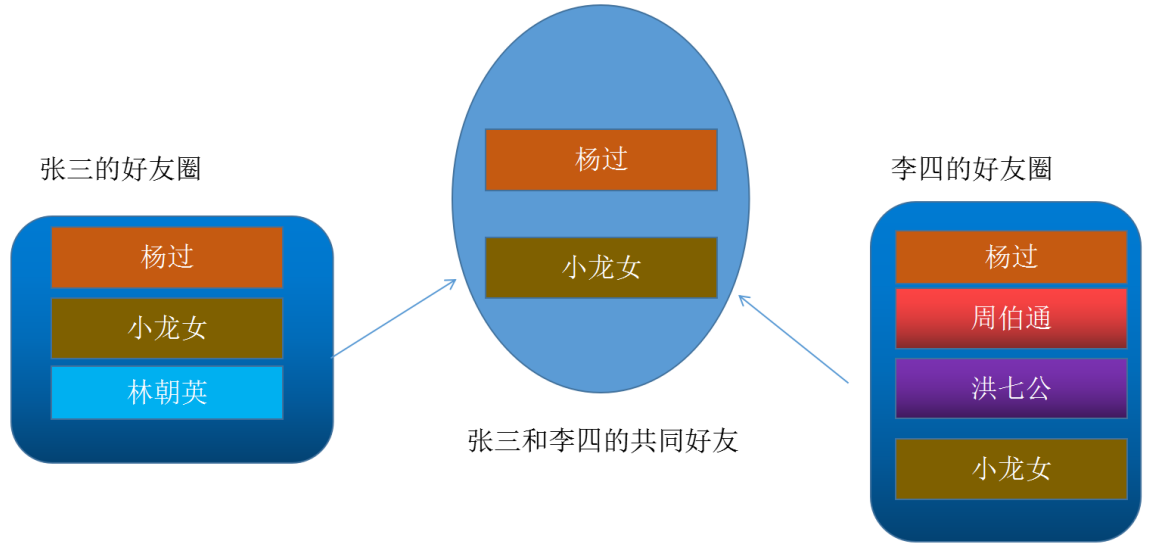 张三的好友圈
杨过
小龙女
林朝英
杨过
小龙女
张三和李四的共同好友
李四的好友圈
杨过
周伯通
洪七公
小龙女